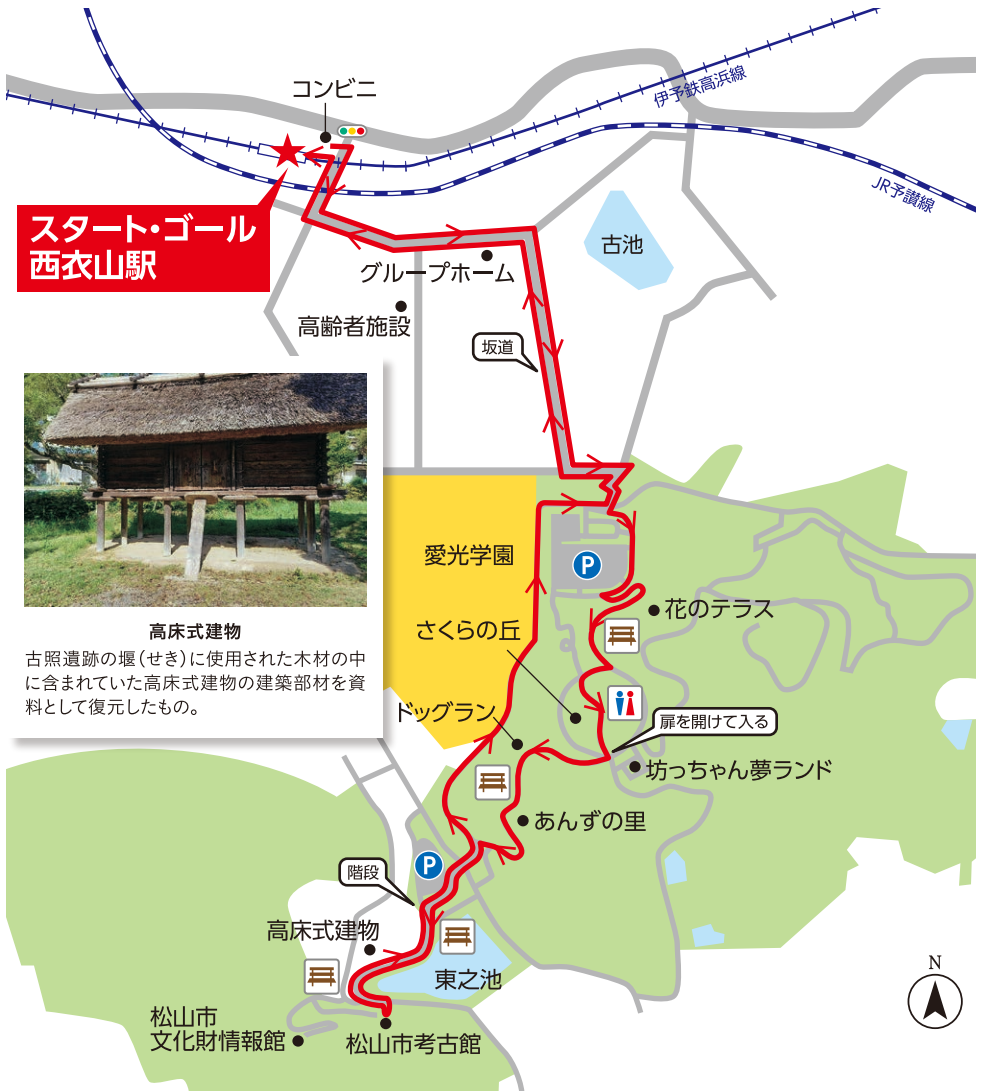 コンビニ
伊予鉄高浜線
JR予讃線
スタート・ゴール
西衣山駅
古池
グループホーム
高齢者施設
坂道
愛光学園
P
花のテラス
さくらの丘
高床式建物
古照遺跡の堰(せき)に使用された木材の中
に含まれていた高床式建物の建築部材を資
料として復元したもの。
ドッグラン
扉を開けて入る
坊っちゃん夢ランド
あんずの里
P
階段
高床式建物
東之池
N
松山市
文化財情報館
松山市考古館